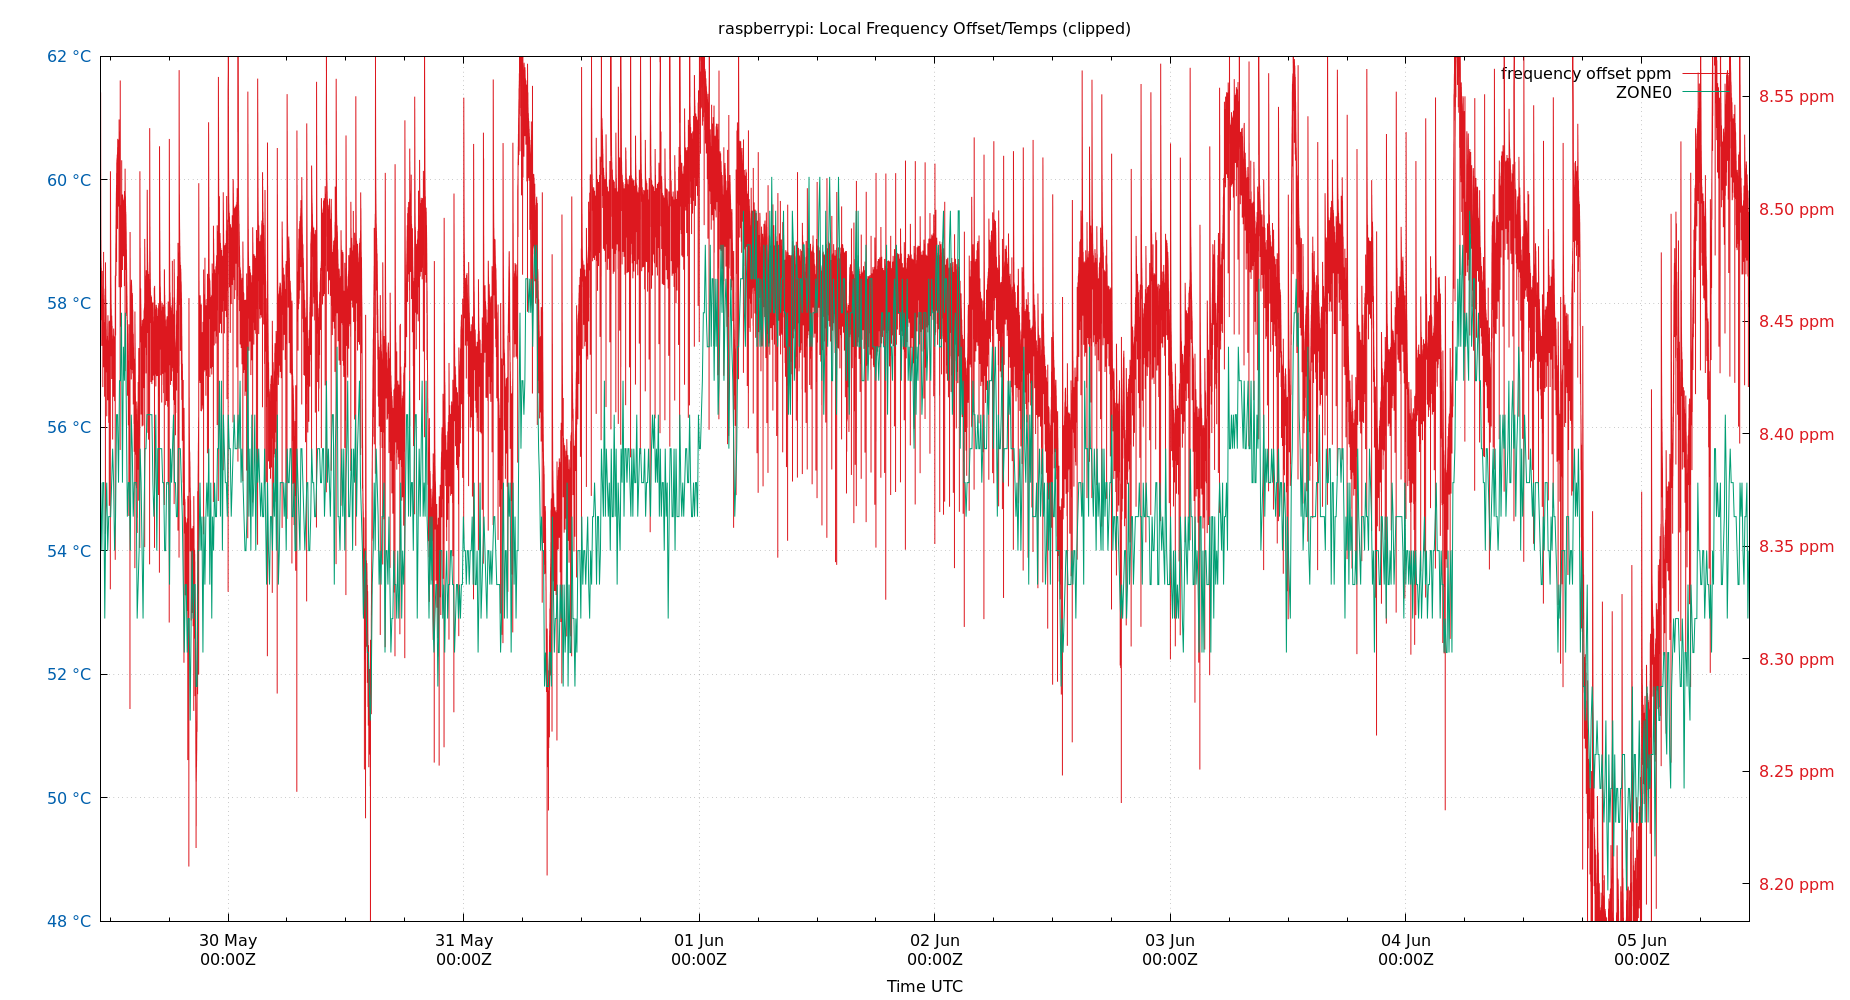 raspberrypi: Local Frequency Offset/Temps (clipped)
frequency offset ppm
ZONE0
62 °C
60 °C
58 °C
56 °C
54 °C
52 °C
50 °C
48 °C
8.55 ppm
8.50 ppm
8.45 ppm
8.40 ppm
8.35 ppm
8.30 ppm
8.25 ppm
8.20 ppm
30 May
00:00Z
31 May
00:00Z
01 Jun
00:00Z
02 Jun
00:00Z
03 Jun
00:00Z
04 Jun
00:00Z
05 Jun
00:00Z
Time UTC